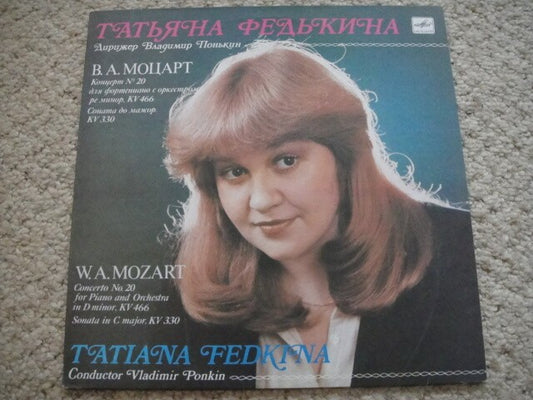 ТАТЬЯНА ФЕДЬКИНА
Дирижер Владимир Понькин
В. А. МОЦАРТ
Концерт № 20
для фортепиано с оркестром
ре минор, KV 466
Соната до мажор,
KV 330
W. A. MOZART
Concerto No. 20
for Piano and Orchestra
in D minor, KV 466
Sonata in C major, KV 330
TATIANA FEDKINA
Conductor Vladimir Ponkin